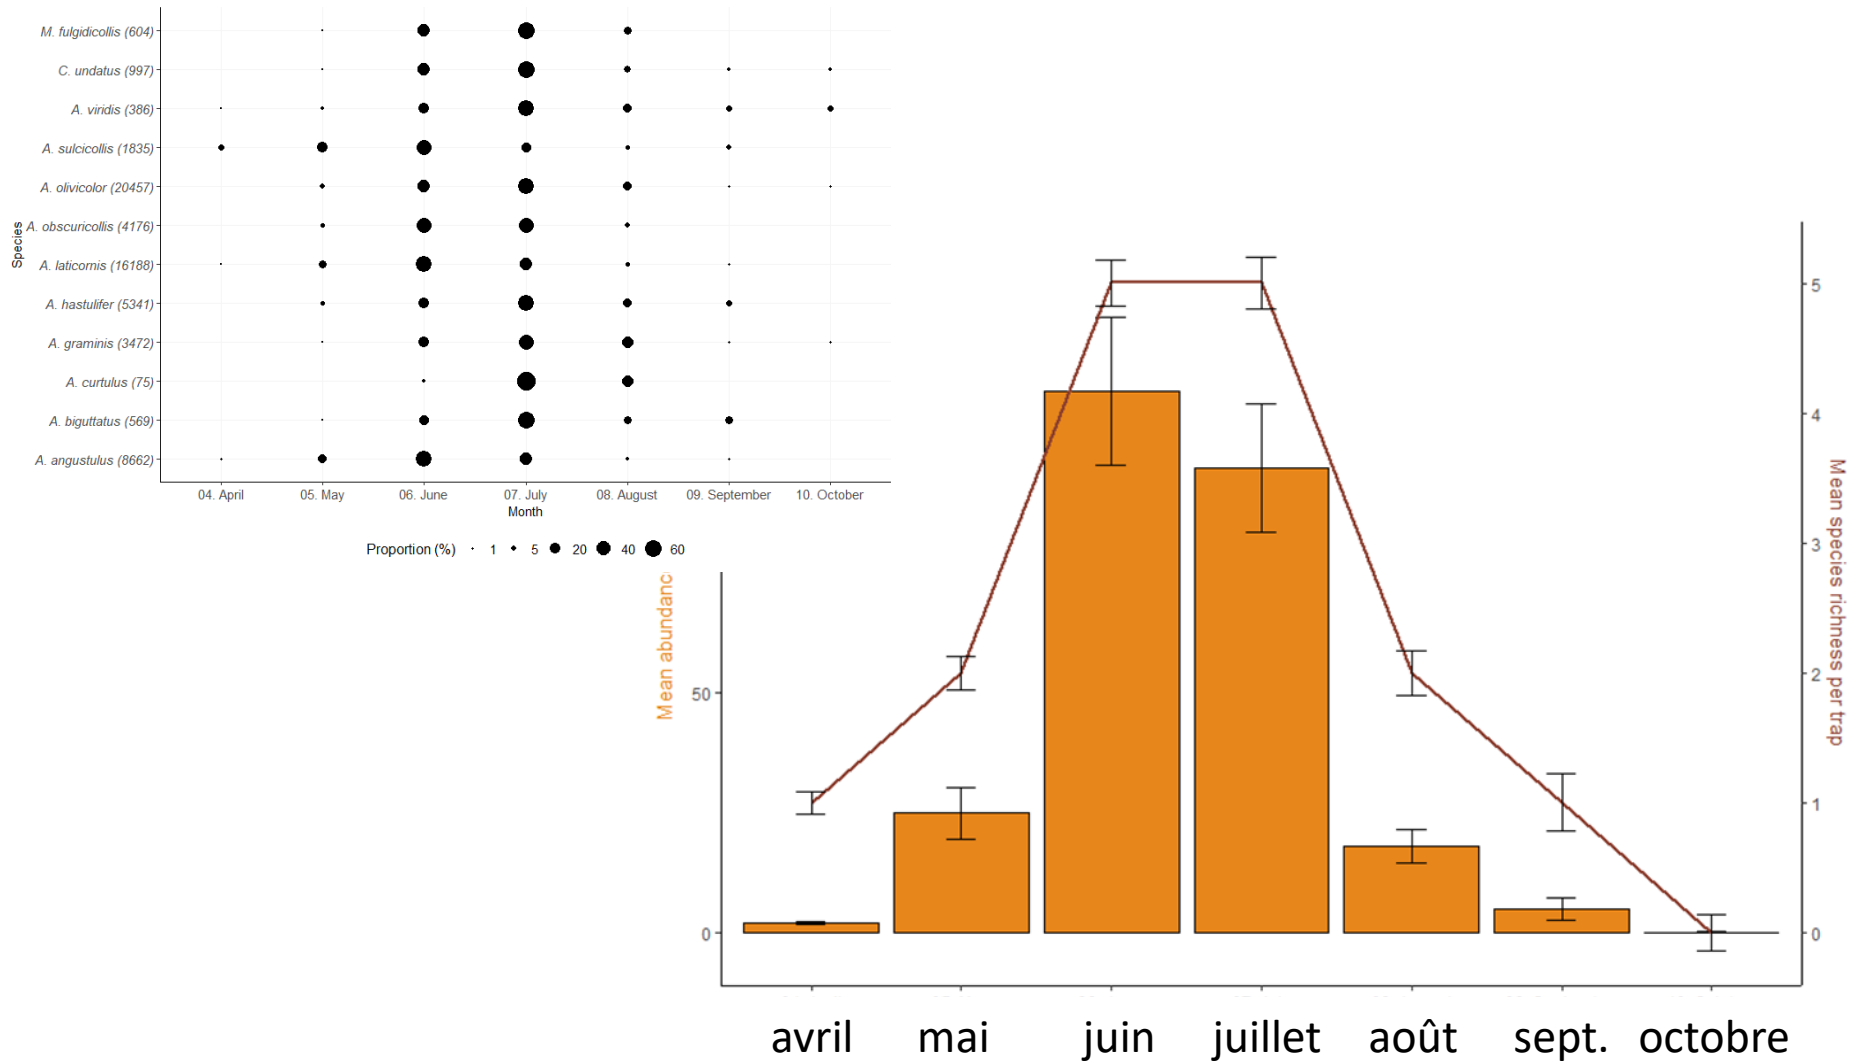 M. fulgidicollis (604)
C. undatus (997)
A. viridis (386)
A. sulcicollis (1835)
A. olivicolor (20457)
A. obscuricollis (4176)
A. laticornis (16188)
A. hastulifer (5341)
A. graminis (3472)
A. curtulus (75)
A. biguttatus (569)
A. angustulus (8662)
Species
04. April 05. May 06. June 07. July 08. August 09. September 10. October
Month
Proportion (%) 1 5 20 40 60
Mean abundanc
50
0
5
4
3
2
1
0
Mean species richness per trap
avril mai juin juillet août sept. octobre